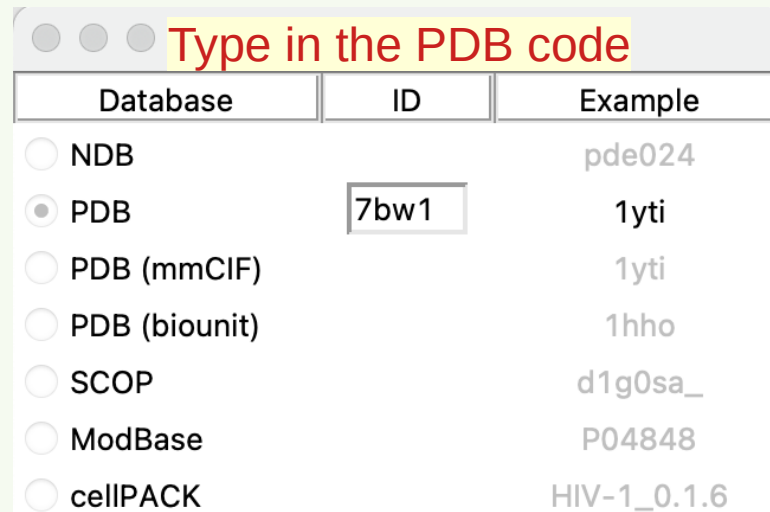 Type in the PDB code
Database ID Example
NDB pde024
PDB 7bw1 1yti
PDB (mmCIF) 1yti
PDB (biounit) 1hho
SCOP d1g0sa_
ModBase P04848
cellPACK HIV-1_0.1.6